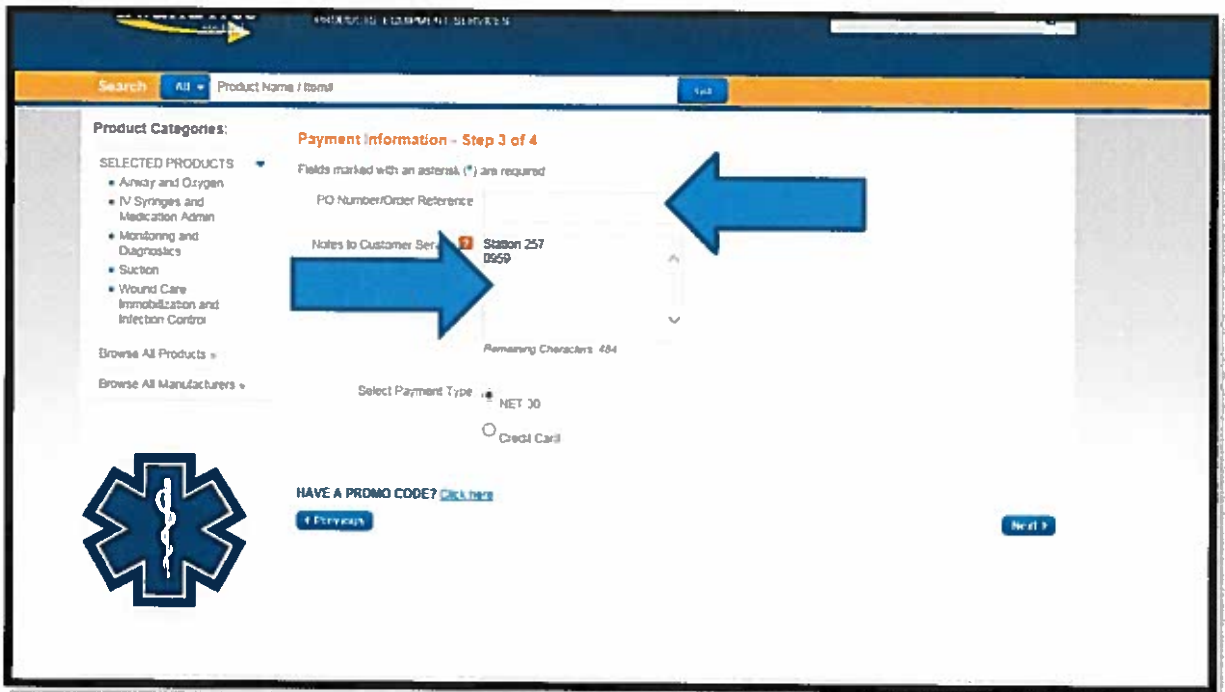 PRODUCTS EQUIPMENT SERVICES
Search All Product Name / Item#
Product Categories:
SELECTED PRODUCTS
Airway and Oxygen
IV Syringes and
Medication Admin
Monitoring and
Diagnostics
Suction
Wound Care
Immobilization and
Infection Control
Browse All Products »
Browse All Manufacturers »
Payment Information - Step 3 of 4
Fields marked with an asterisk (*) are required
PO Number/Order Reference
Notes to Customer Ser ? Station 257
0959
Remaining Characters: 484
Select Payment Type
NET 30
Credit Card
HAVE A PROMO CODE? Click here
Previous
Next